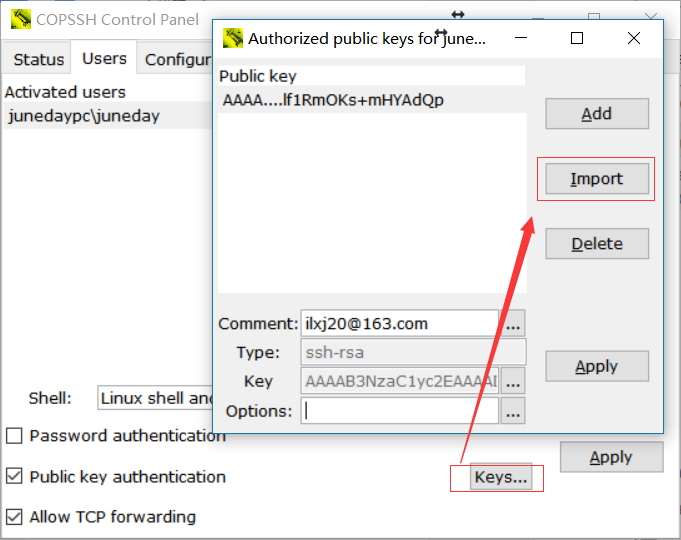 COPSSH Control Panel
Status Users Configur
Activated users
junedaypc\juneday
Shell: Linux shell and
Password authentication
Public key authentication
Keys...
Allow TCP forwarding
Apply
Authorized public keys for june...
Public key
AAAA....lf1RmOKs+mHYAdQp
Add
Import
Delete
Comment: ilxj20@163.com ...
Type: ssh-rsa
Apply
Key AAAAB3NzaC1yc2EAAAAD ...
Options: ...